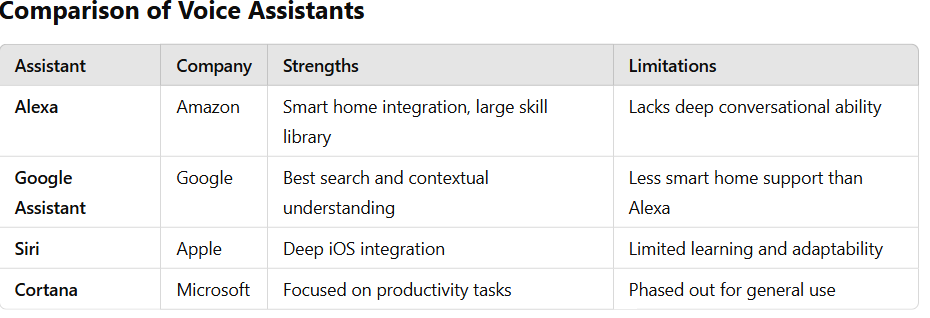 Comparison of Voice Assistants
Assistant Company Strengths Limitations
Alexa Amazon Smart home integration, large skill Lacks deep conversational ability
library
Google Google Best search and contextual Less smart home support than
Assistant understanding Alexa
Siri Apple Deep iOS integration Limited learning and adaptability
Cortana Microsoft Focused on productivity tasks Phased out for general use